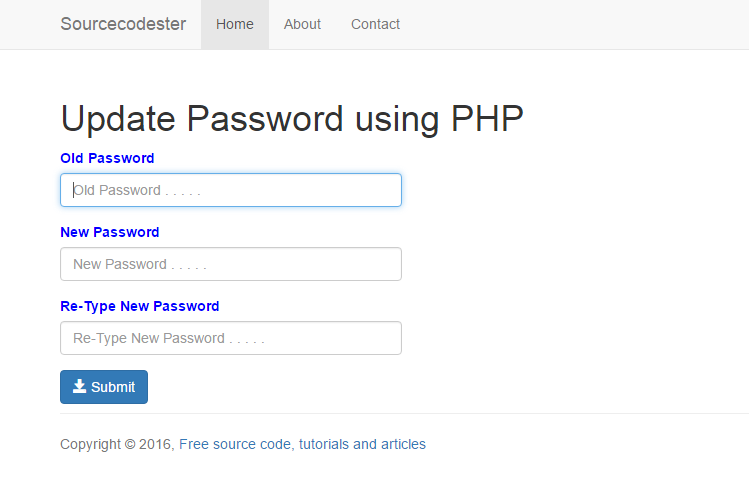 Sourcecodester Home About Contact
Update Password using PHP
Old Password
Old Password . . . . .
New Password
New Password . . . . .
Re-Type New Password
Re-Type New Password . . . . .
Submit
Copyright © 2016, Free source code, tutorials and articles